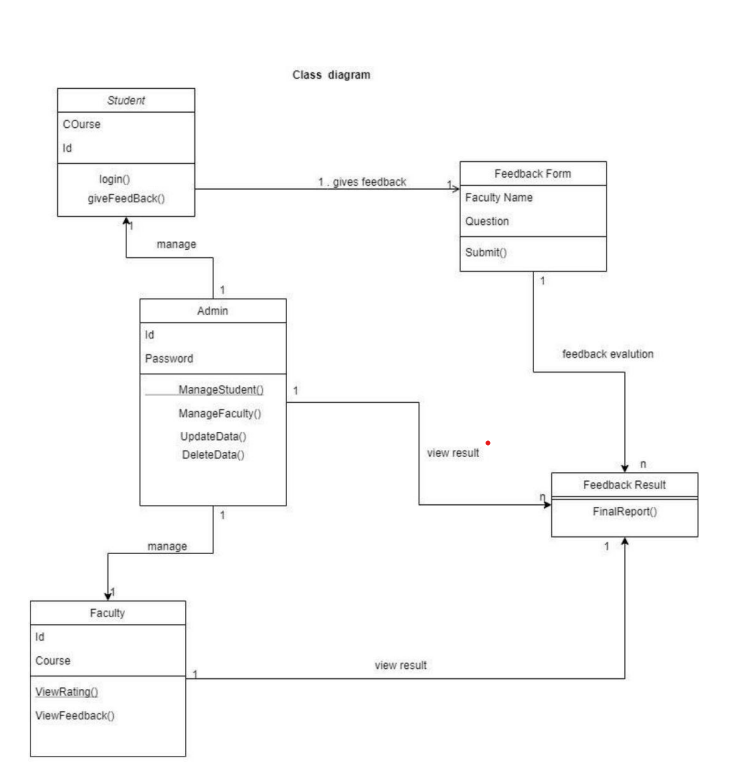 Class diagram
Student
COurse
Id
login()
giveFeedBack()
1 . gives feedback
1
Feedback Form
Faculty Name
Question
Submit()
1
manage
1
1
feedback evalution
n
Admin
Id
Password
ManageStudent()
ManageFaculty()
UpdateData()
DeleteData()
1
view result
n
Feedback Result
FinalReport()
1
1
manage
1
Faculty
Id
Course
ViewRating()
ViewFeedback()
1
view result